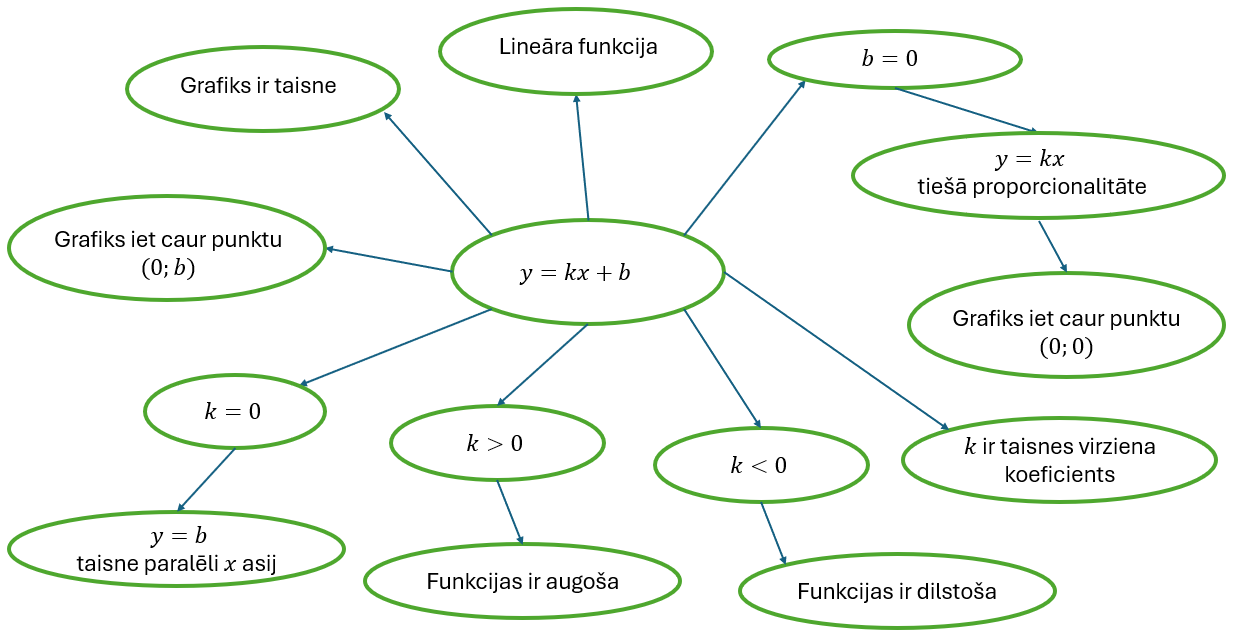 Lineāra funkcija
b = 0
Grafiks ir taisne
y = kx
tiešā proporcionalitāte
Grafiks iet caur punktu
(0; b)
y = kx + b
Grafiks iet caur punktu
(0; 0)
k = 0
k > 0
k < 0
k ir taisnes virziena
koeficients
y = b
taisne paralēli x asij
Funkcijas ir augoša
Funkcijas ir dilstoša